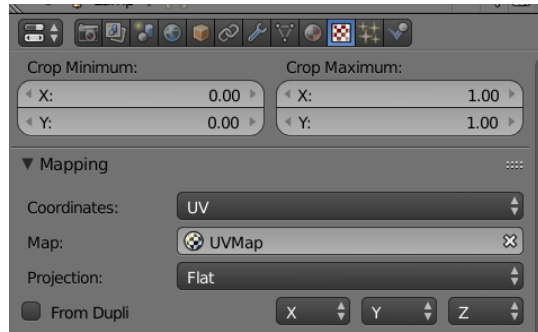 Crop Minimum: Crop Maximum:
X: 0.00 X: 1.00
Y: 0.00 Y: 1.00
Mapping
Coordinates: UV
Map: UVMap
Projection: Flat
From Dupli X Y Z